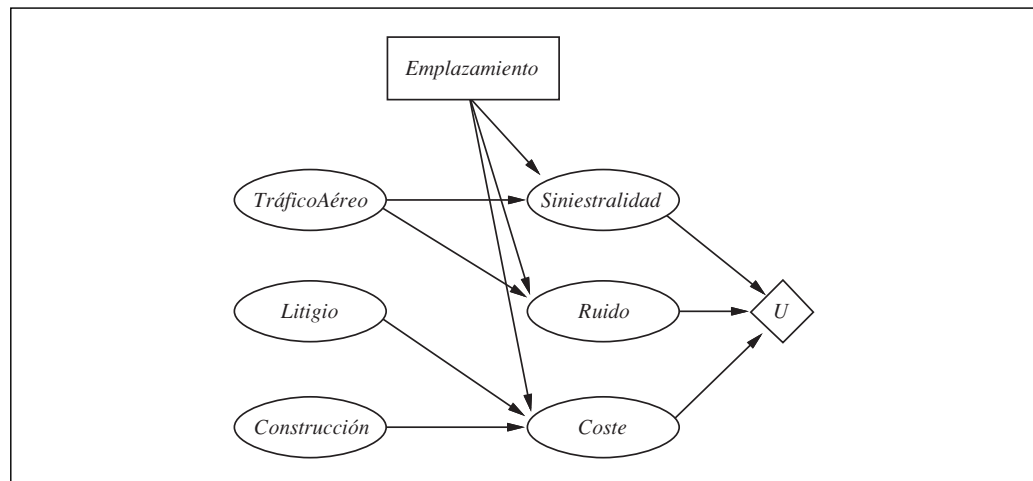 Emplazamiento
TráficoAéreo
Siniestralidad
Litigio
Ruido
U
Construcción
Coste